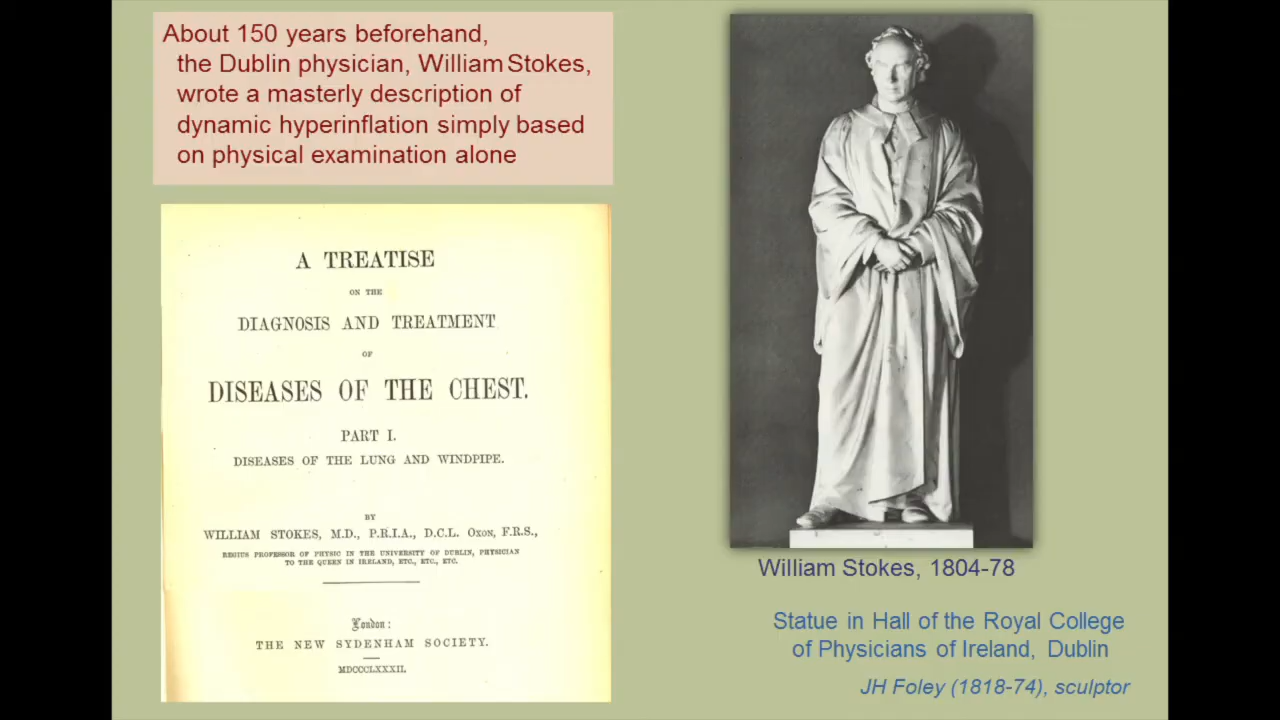 About 150 years beforehand,
the Dublin physician, William Stokes,
wrote a masterly description of
dynamic hyperinflation simply based
on physical examination alone
A TREATISE
ON THE
DIAGNOSIS AND TREATMENT
OF
DISEASES OF THE CHEST.
PART I.
DISEASES OF THE LUNG AND WINDPIPE.
BY
WILLIAM STOKES, M.D., P.R.I.A., D.C.L. Oxon, F.R.S.,
REGIUS PROFESSOR OF PHYSIC IN THE UNIVERSITY OF DUBLIN, PHYSICIAN
TO THE QUEEN IN IRELAND, ETC., ETC., ETC.
London:
THE NEW SYDENHAM SOCIETY.
MDCCCLXXXII.
William Stokes, 1804-78
Statue in Hall of the Royal College
of Physicians of Ireland, Dublin
JH Foley (1818-74), sculptor